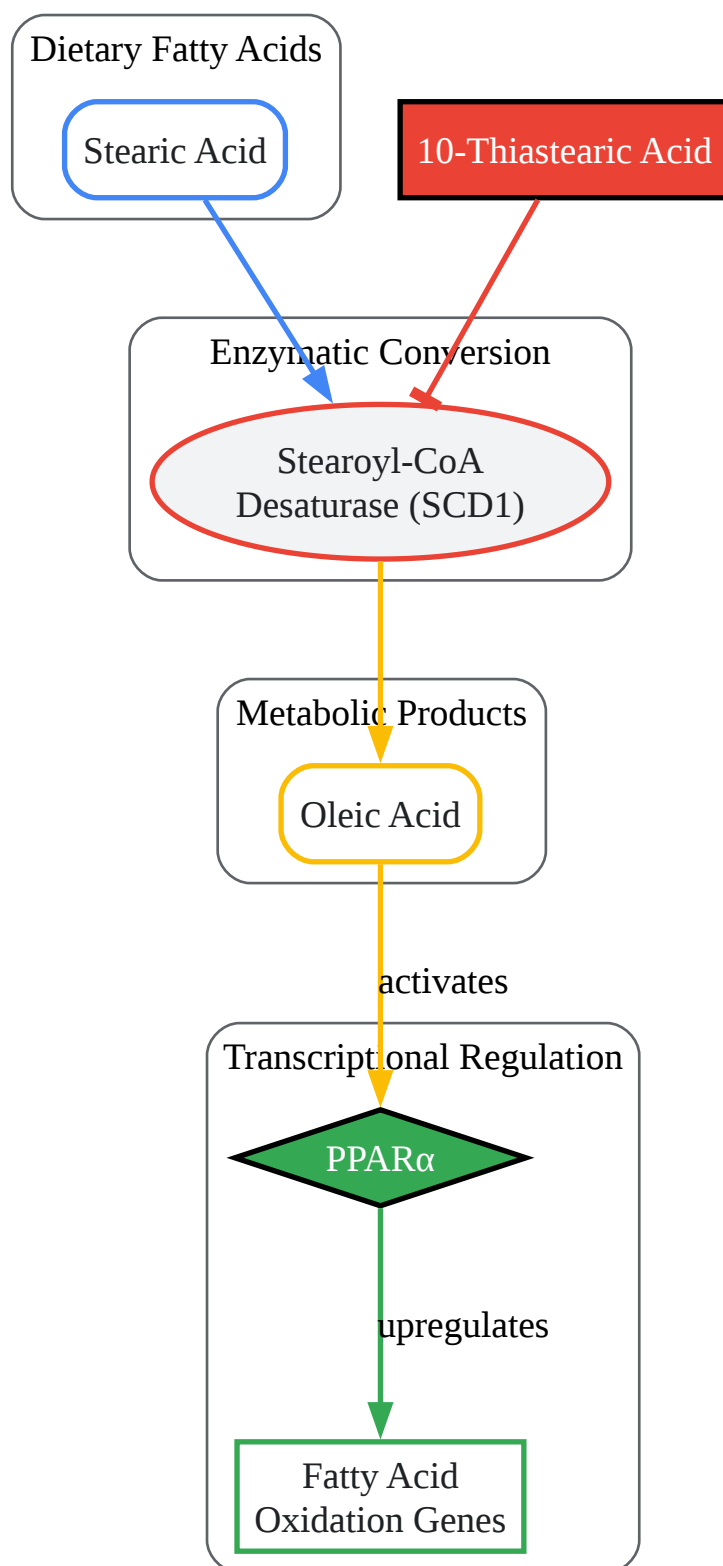 Dietary Fatty Acids
Stearic Acid
10-Thiastearic Acid
Enzymatic Conversion
Stearoyl-CoA
Desaturase (SCD1)
Metabolic Products
Oleic Acid
activates
Transcriptional Regulation
PPARα
upregulates
Fatty Acid
Oxidation Genes